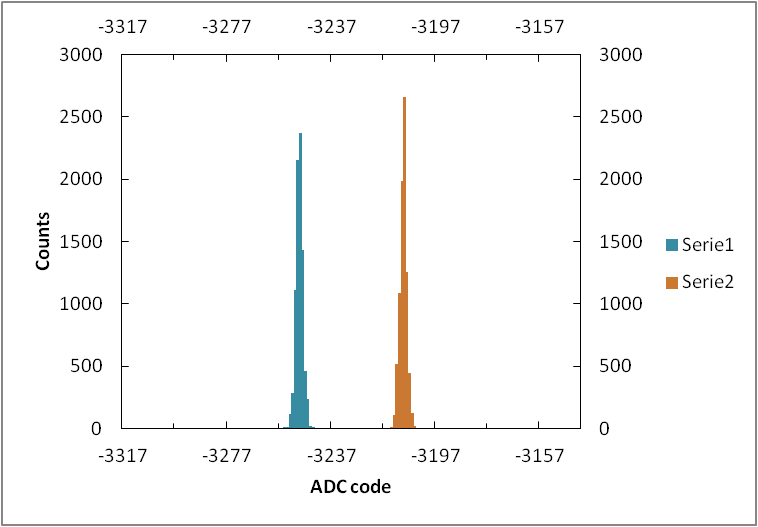 -3317 -3277 -3237 -3197 -3157
3000 3000
2500 2500
2000 2000
1500 1500
1000 1000
500 500
0 0
Counts
Serie1
Serie2
-3317 -3277 -3237 -3197 -3157
ADC code